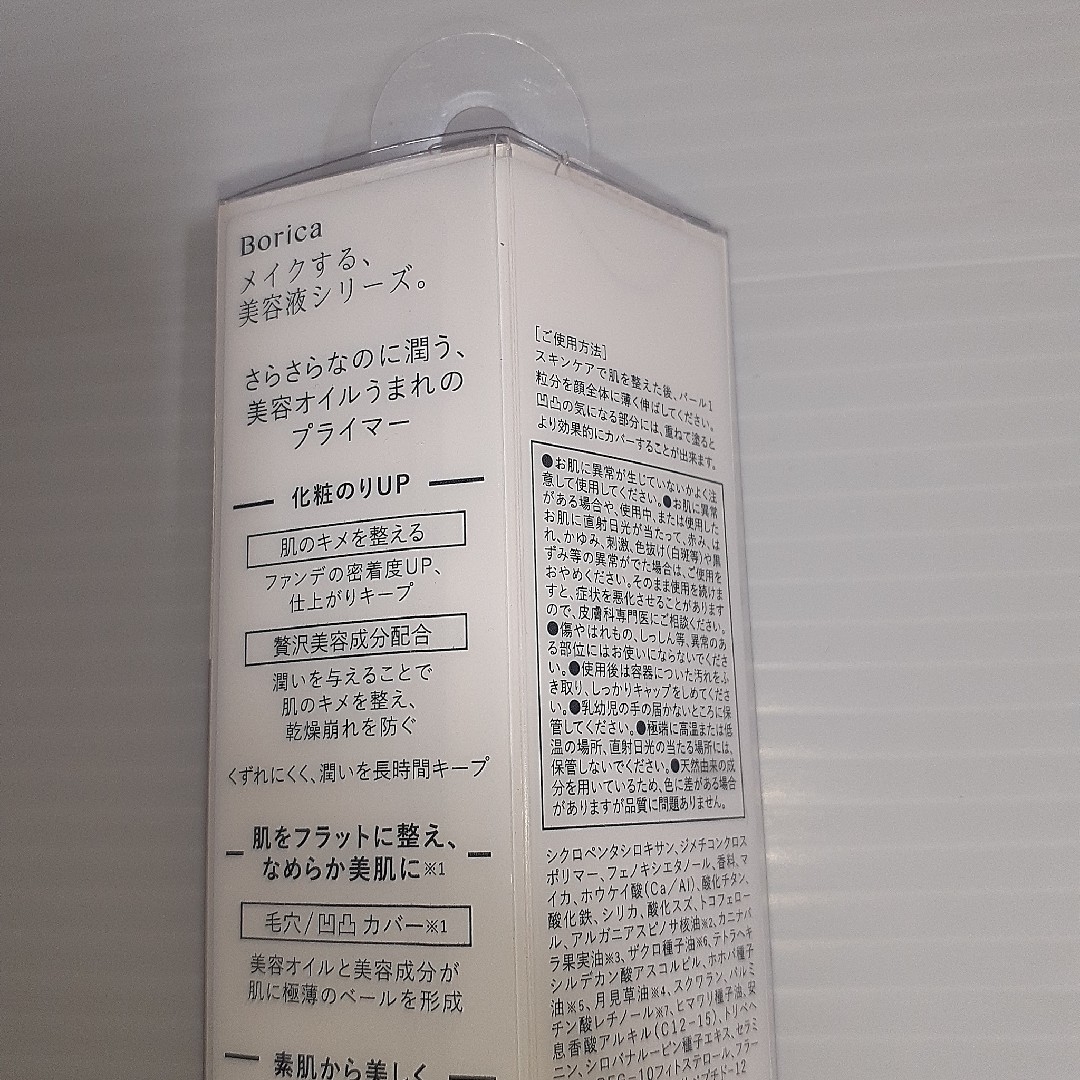 Borica
メイクする、
美容液シリーズ。
さらさらなのに潤う、
美容オイルうまれの
プライマー
化粧のりUP
肌のキメを整える
ファンデの密着度UP、
仕上がりキープ
贅沢美容成分配合
潤いを与えることで
肌のキメを整え、
乾燥崩れを防ぐ
くずれにくく、潤いを長時間キープ
肌をフラットに整え、
なめらか美肌に※1
毛穴/凹凸 カバー※1
美容オイルと美容成分が
肌に極薄のベールを形成
素肌から美しく
[ご使用方法]
スキンケアで肌を整えた後、パール1
粒分を顔全体に薄く伸ばしてください。
凹凸の気になる部分には、重ねて塗ると
より効果的にカバーすることが出来ます。
●お肌に異常が生じていないかよく注
意して使用してください。●お肌に異常
がある場合や、使用中、または使用した
お肌に直射日光が当たって、赤み、は
れ、かゆみ、刺激、色抜け(白斑等)や黒
ずみ等の異常がでた場合は、ご使用を
おやめください。そのまま使用を続けま
すと、症状を悪化させることがあります
ので、皮膚科専門医にご相談ください。
●傷やはれもの、しっしん等、異常のあ
る部位にはお使いにならないでくださ
い。●使用後は容器についた汚れをふ
き取り、しっかりキャップをしめてくださ
い。●乳幼児の手の届かないところに保
管してください。●極端に高温または低
温の場所、直射日光の当たる場所には、
保管しないでください。●天然由来の成
分を用いているため、色に差がある場合
がありますが品質に問題ありません。
シクロペンタシロキサン、ジメチコンクロス
ポリマー、フェノキシエタノール、香料、マ
イカ、ホウケイ酸(Ca/Al)、酸化チタン、
酸化鉄、シリカ、酸化スズ、トコフェロー
ル、アルガニアスピノサ核油※2、カニナバ
ラ果実油※3、ザクロ種子油※6、テトラヘキ
シルデカン酸アスコルビル、ホホバ種子
油※5、月見草油※4、スクワラン、パルミ
チン酸レチノール※7、ヒマワリ種子油、安
息香酸アルキル(C12-15)、トリベヘ
ニン、シロバナルーピン種子エキス、セラミ
PEG-10フィトステロール、フラー
ペプチド-12